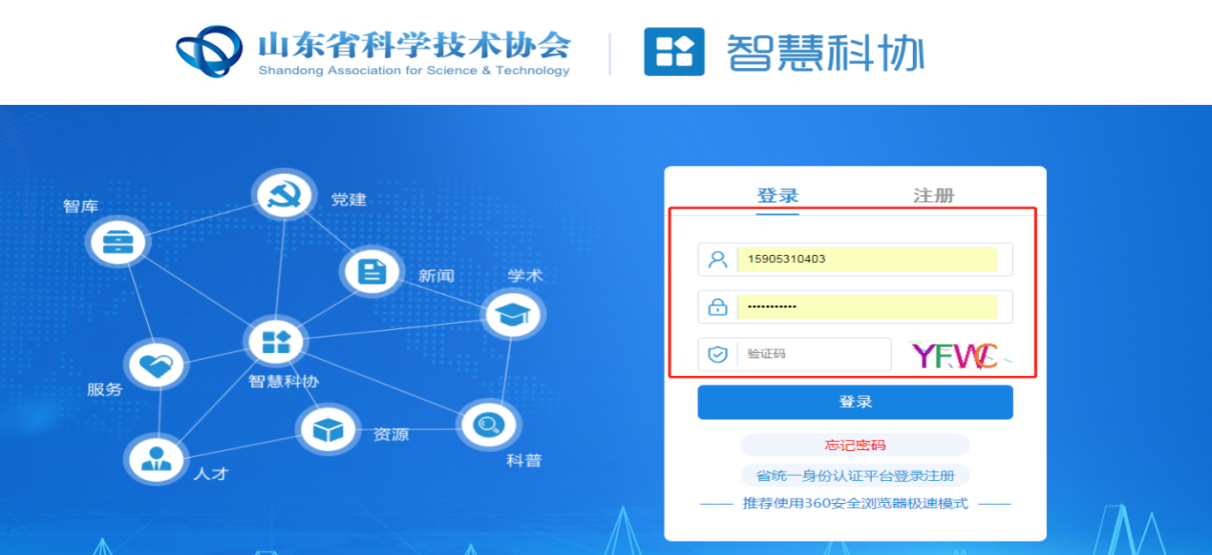 山东省科学技术协会
Shandong Association for Science & Technology
智慧科协
智库
党建
新闻
学术
服务
智慧科协
资源
科普
人才
登录 注册
15905310403
•••••••••••
验证码
YFWC
登录
忘记密码
省统一身份认证平台登录注册
推荐使用360安全浏览器极速模式